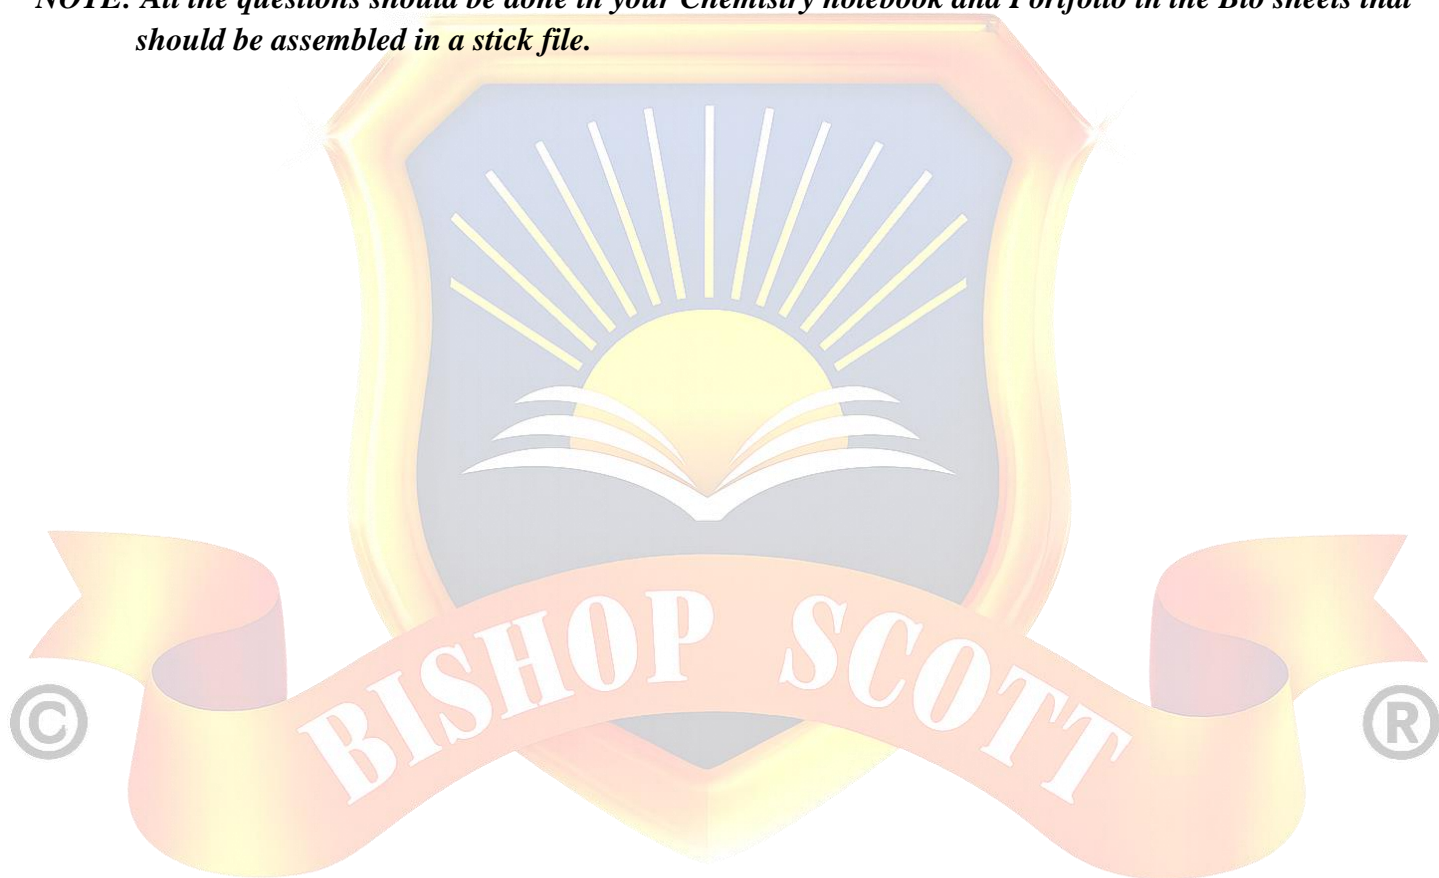 NOTE: All the questions should be done in your Chemistry notebook and Portfolio in the Bio sheets that
should be assembled in a stick file.
BISHOP SCOTT
© ®